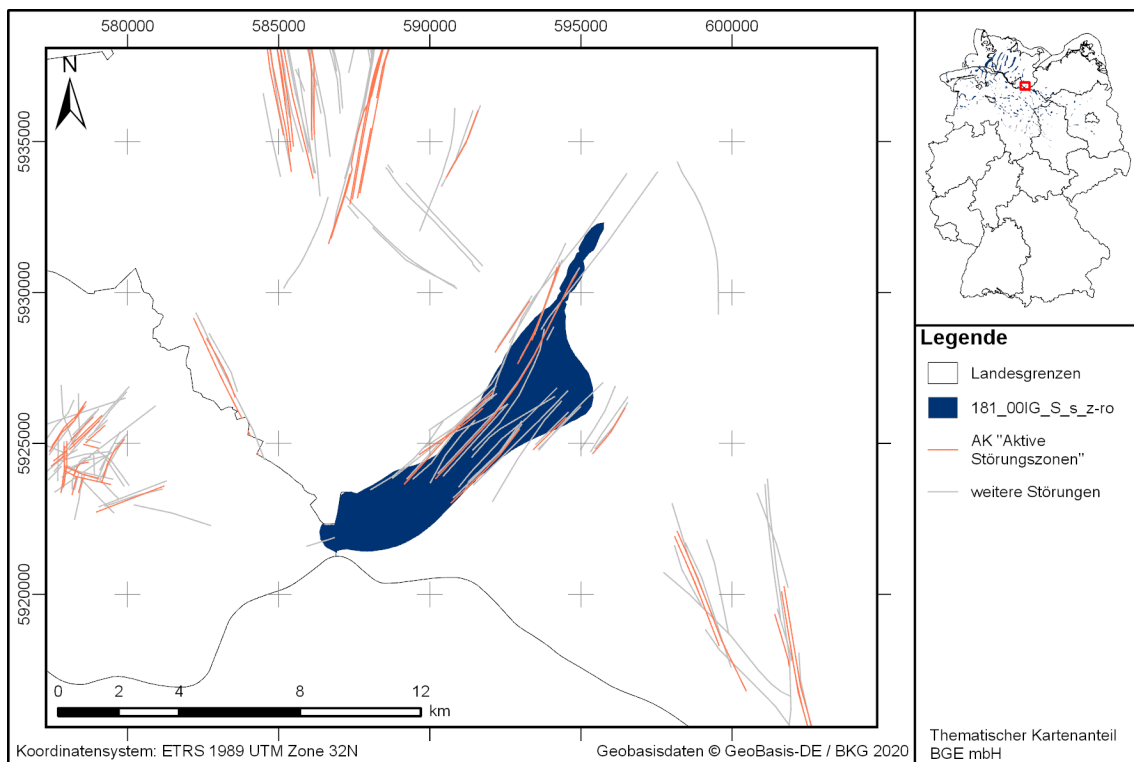 580000
585000
590000
595000
600000
N
5935000
5930000
5925000
5920000
0
2
4
8
12
km
Koordinatensystem: ETRS 1989 UTM Zone 32N
Geobasisdaten © GeoBasis-DE / BKG 2020
Legende
Landesgrenzen
181_00IG_S_s_z-ro
AK "Aktive
Störungszonen"
weitere Störungen
Thematischer Kartenanteil
BGE mbH